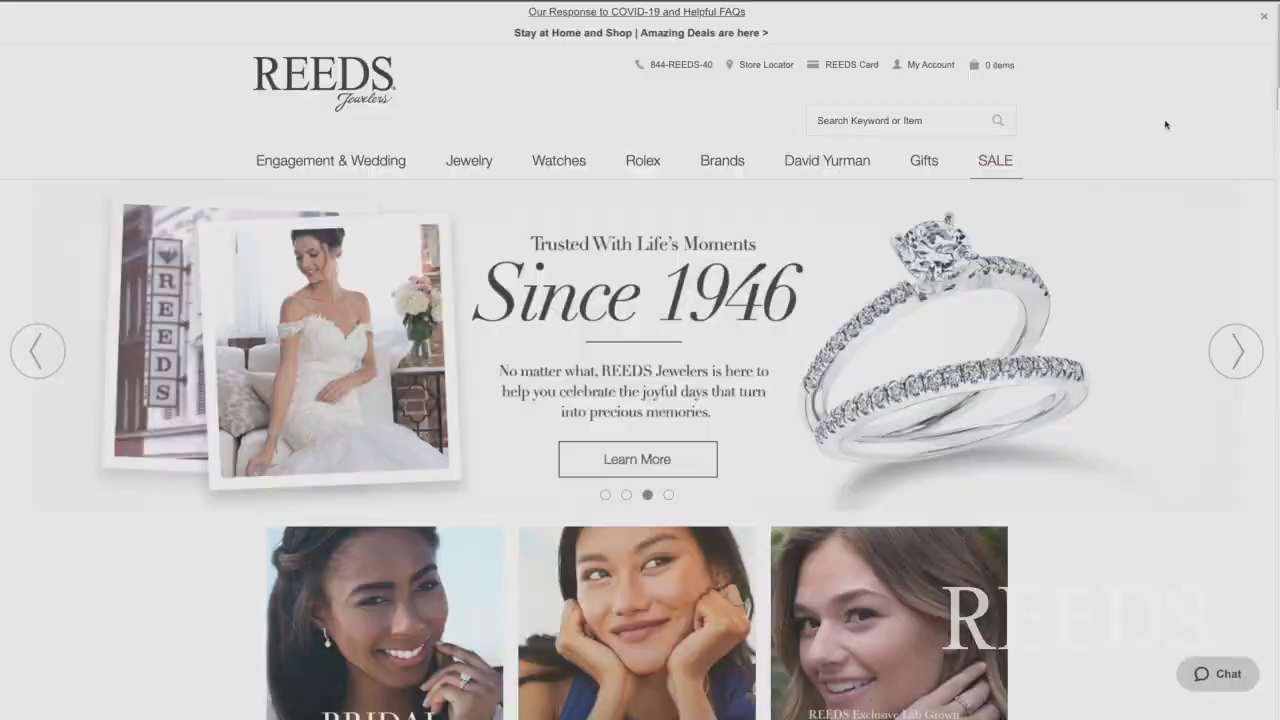 Our Response to COVID-19 and Helpful FAQs
Stay at Home and Shop | Amazing Deals are here >
REEDS
Jewelers
844-REEDS-40
Store Locator
REEDS Card
My Account
0 items
Search Keyword or Item
Engagement & Wedding
Jewelry
Watches
Rolex
Brands
David Yurman
Gifts
SALE
REEDS
Trusted With Life's Moments
Since 1946
No matter what, REEDS Jewelers is here to
help you celebrate the joyful days that turn
into precious memories.
Learn More
BRIDAL
REEDS Exclusive Lab Grown
REEDS
Chat